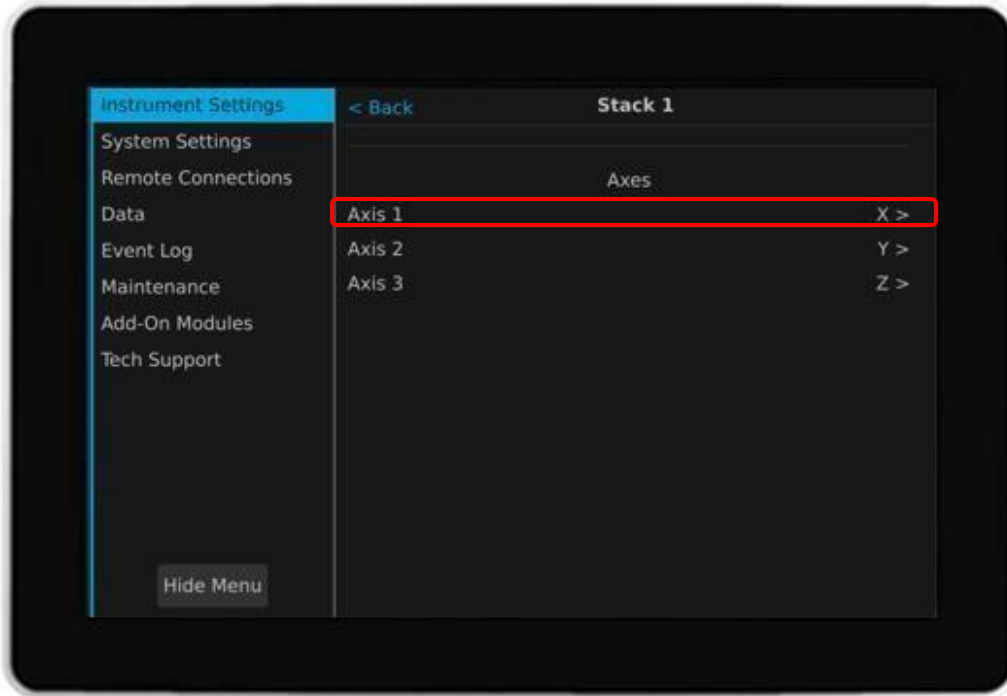 Instrument Settings
System Settings
Remote Connections
Data
Event Log
Maintenance
Add-On Modules
Tech Support
Hide Menu
< Back
Stack 1
Axes
Axis 1 X >
Axis 2 Y >
Axis 3 Z >